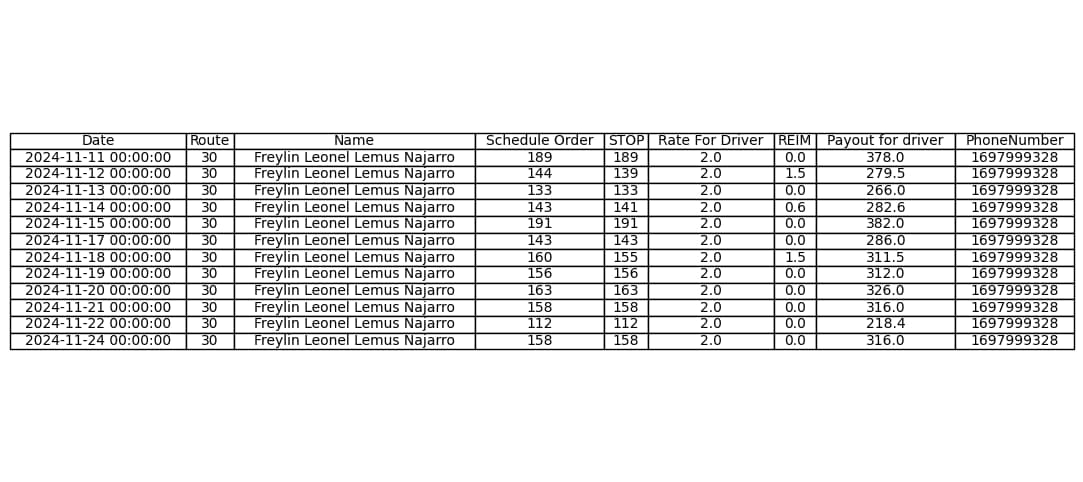 Date Route Name Schedule Order STOP Rate For Driver REIM Payout for driver PhoneNumber
2024-11-11 00:00:00 30 Freylin Leonel Lemus Najarro 189 189 2.0 0.0 378.0 1697999328
2024-11-12 00:00:00 30 Freylin Leonel Lemus Najarro 144 139 2.0 1.5 279.5 1697999328
2024-11-13 00:00:00 30 Freylin Leonel Lemus Najarro 133 133 2.0 0.0 266.0 1697999328
2024-11-14 00:00:00 30 Freylin Leonel Lemus Najarro 143 141 2.0 0.6 282.6 1697999328
2024-11-15 00:00:00 30 Freylin Leonel Lemus Najarro 191 191 2.0 0.0 382.0 1697999328
2024-11-17 00:00:00 30 Freylin Leonel Lemus Najarro 143 143 2.0 0.0 286.0 1697999328
2024-11-18 00:00:00 30 Freylin Leonel Lemus Najarro 160 155 2.0 1.5 311.5 1697999328
2024-11-19 00:00:00 30 Freylin Leonel Lemus Najarro 156 156 2.0 0.0 312.0 1697999328
2024-11-20 00:00:00 30 Freylin Leonel Lemus Najarro 163 163 2.0 0.0 326.0 1697999328
2024-11-21 00:00:00 30 Freylin Leonel Lemus Najarro 158 158 2.0 0.0 316.0 1697999328
2024-11-22 00:00:00 30 Freylin Leonel Lemus Najarro 112 112 2.0 0.0 218.4 1697999328
2024-11-24 00:00:00 30 Freylin Leonel Lemus Najarro 158 158 2.0 0.0 316.0 1697999328